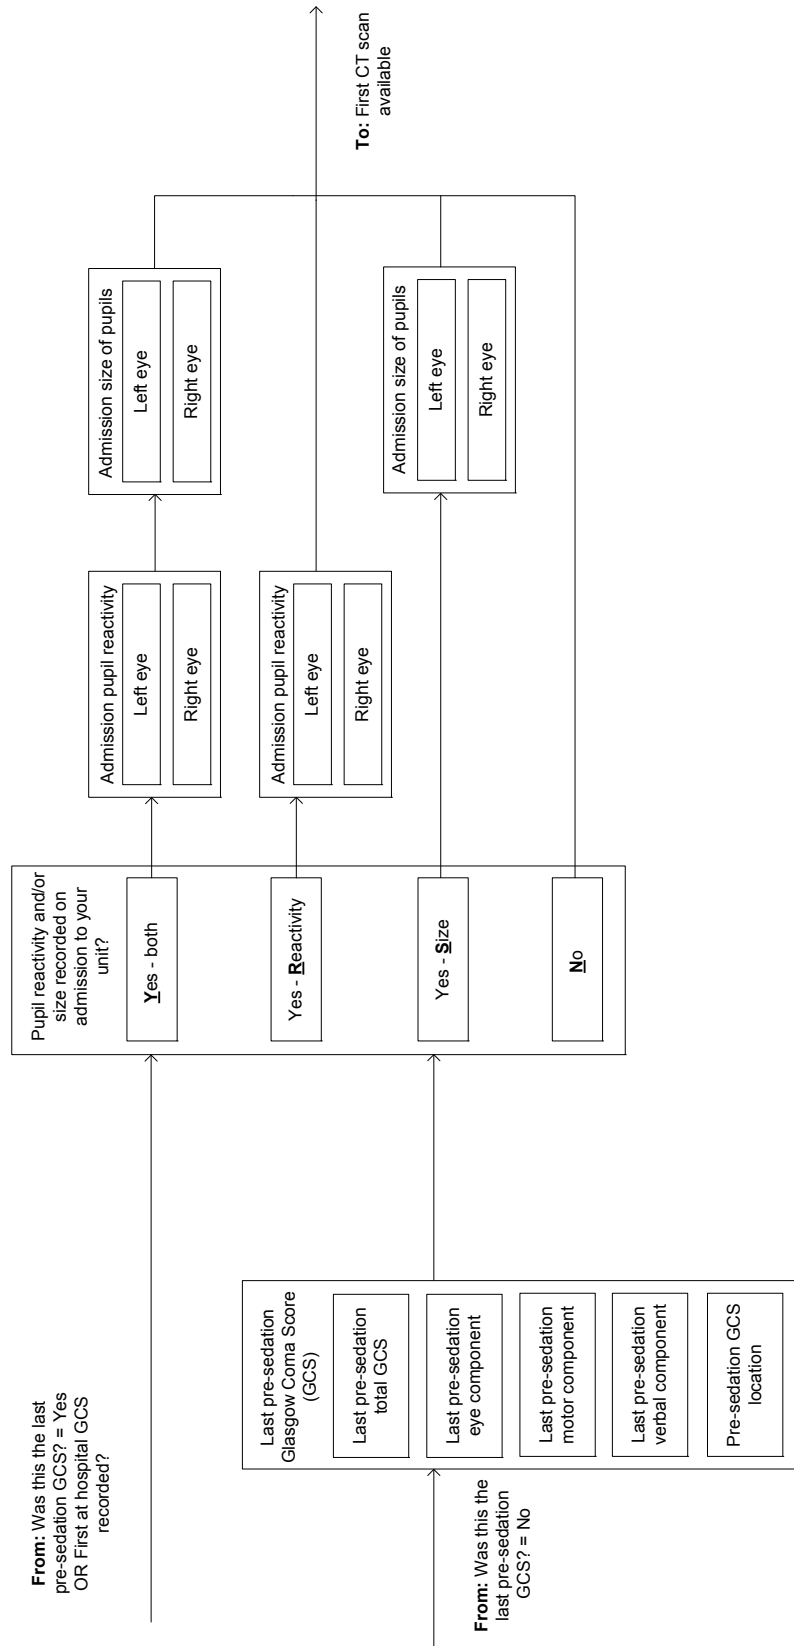 From: Was this the last
pre-sedation GCS? = Yes
OR First at hospital GCS
recorded?
From: Was this the
last pre-sedation
GCS? = No
Last pre-sedation
Glasgow Coma Score
(GCS)
Last pre-sedation
total GCS
Last pre-sedation
eye component
Last pre-sedation
motor component
Last pre-sedation
verbal component
Pre-sedation GCS
location
Pupil reactivity and/or
size recorded on
admission to your
unit?
Yes - both
Yes - Reactivity
Yes - Size
No
Admission pupil reactivity
Left eye
Right eye
Admission size of pupils
Left eye
Right eye
Admission pupil reactivity
Left eye
Right eye
Admission size of pupils
Left eye
Right eye
To: First CT scan
available